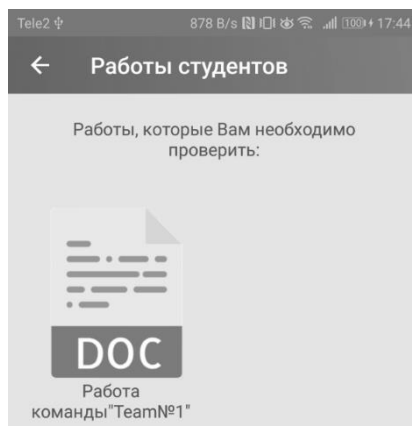 Tele2 878 B/s 100 17:44
Работы студентов
Работы, которые Вам необходимо
проверить:
DOC
Работа
команды"Team№1"